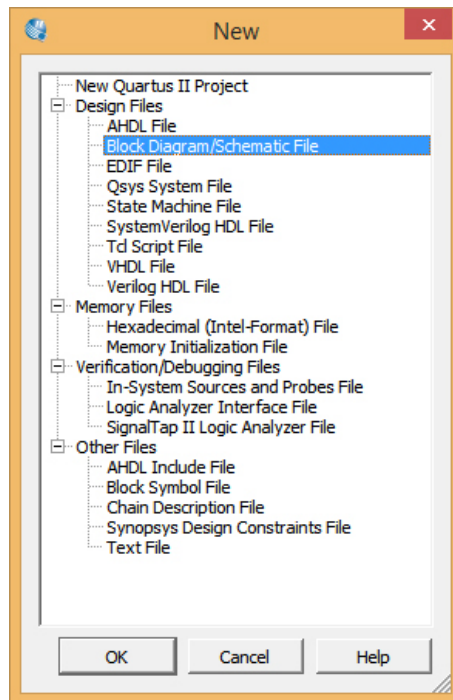 New
New Quartus II Project
Design Files
AHDL File
Block Diagram/Schematic File
EDIF File
Qsys System File
State Machine File
SystemVerilog HDL File
Tcl Script File
VHDL File
Verilog HDL File
Memory Files
Hexadecimal (Intel-Format) File
Memory Initialization File
Verification/Debugging Files
In-System Sources and Probes File
Logic Analyzer Interface File
SignalTap II Logic Analyzer File
Other Files
AHDL Include File
Block Symbol File
Chain Description File
Synopsys Design Constraints File
Text File
OK Cancel Help